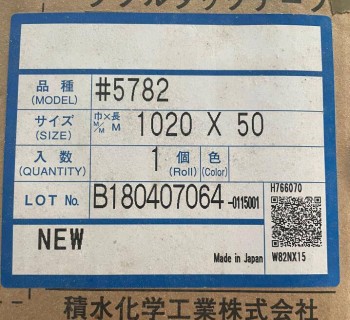 品種 (MODEL) #5782
サイズ (SIZE) 巾×長 M/M M 1020 X 50
入数 (QUANTITY) 1 個 (Roll) 色 (Color)
LOT No. B180407064-0115001
H766070
NEW
Made in Japan W82NX15
積水化学工業株式会社